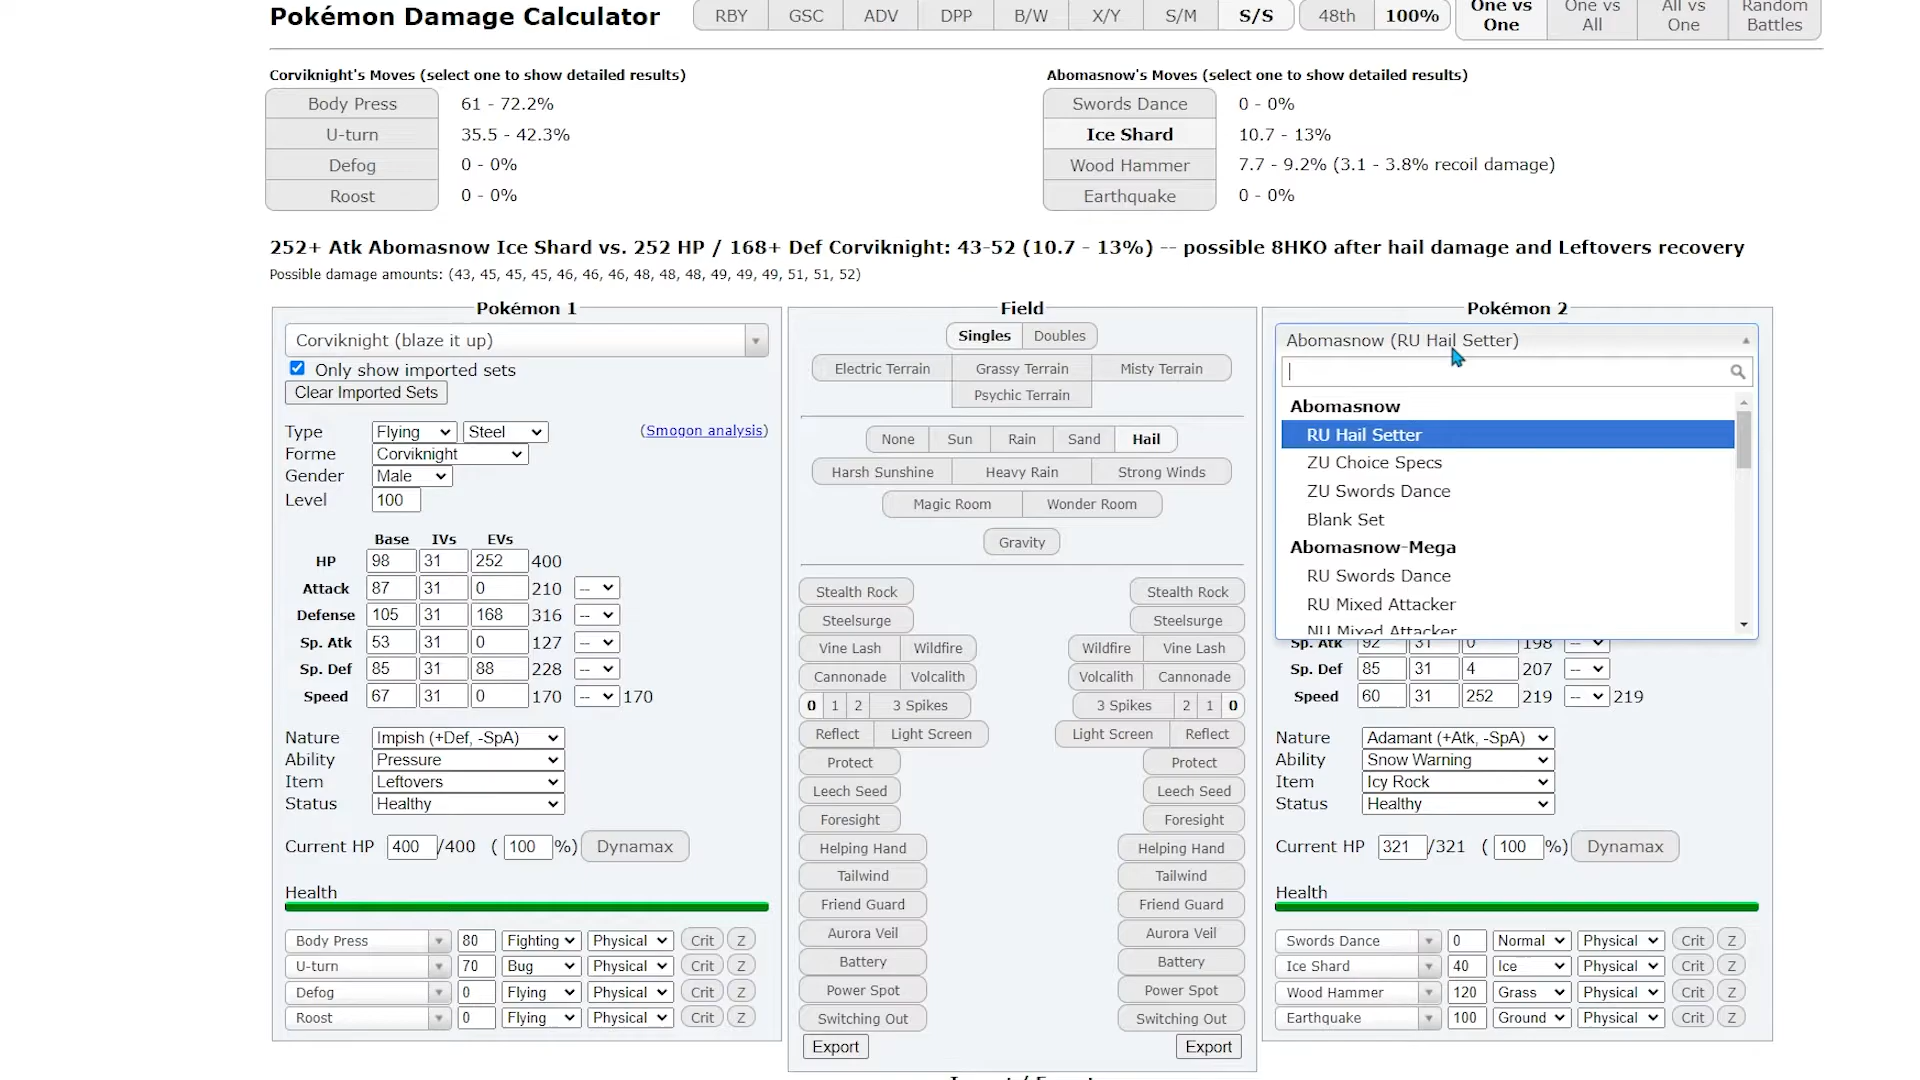 Pokémon Damage Calculator
RBY GSC ADV DPP B/W X/Y S/M S/S
48th 100%
One vs One
One vs All
All vs One
Random Battles
Corviknight's Moves (select one to show detailed results)
Body Press 61 - 72.2%
U-turn 35.5 - 42.3%
Defog 0 - 0%
Roost 0 - 0%
Abomasnow's Moves (select one to show detailed results)
Swords Dance 0 - 0%
Ice Shard 10.7 - 13%
Wood Hammer 7.7 - 9.2% (3.1 - 3.8% recoil damage)
Earthquake 0 - 0%
252+ Atk Abomasnow Ice Shard vs. 252 HP / 168+ Def Corviknight: 43-52 (10.7 - 13%) -- possible 8HKO after hail damage and Leftovers recovery
Possible damage amounts: (43, 45, 45, 45, 46, 46, 46, 48, 48, 48, 49, 49, 49, 51, 51, 52)
Pokémon 1
Corviknight (blaze it up)
Only show imported sets
Clear Imported Sets
Type Flying Steel (Smogon analysis)
Forme Corviknight
Gender Male
Level 100
Base IVs EVs
HP 98 31 252 400
Attack 87 31 0 210 --
Defense 105 31 168 316 --
Sp. Atk 53 31 0 127 --
Sp. Def 85 31 88 228 --
Speed 67 31 0 170 -- 170
Nature Impish (+Def, -SpA)
Ability Pressure
Item Leftovers
Status Healthy
Current HP 400 /400 ( 100 %) Dynamax
Health
Body Press 80 Fighting Physical Crit Z
U-turn 70 Bug Physical Crit Z
Defog 0 Flying Physical Crit Z
Roost 0 Flying Physical Crit Z
Field
Singles Doubles
Electric Terrain Grassy Terrain Misty Terrain
Psychic Terrain
None Sun Rain Sand Hail
Harsh Sunshine Heavy Rain Strong Winds
Magic Room Wonder Room
Gravity
Stealth Rock Stealth Rock
Steelsurge Steelsurge
Vine Lash Wildfire Wildfire Vine Lash
Cannonade Volcalith Volcalith Cannonade
0 1 2 3 Spikes 3 Spikes 2 1 0
Reflect Light Screen Light Screen Reflect
Protect Protect
Leech Seed Leech Seed
Foresight Foresight
Helping Hand Helping Hand
Tailwind Tailwind
Friend Guard Friend Guard
Aurora Veil Aurora Veil
Battery Battery
Power Spot Power Spot
Switching Out Switching Out
Export Export
Pokémon 2
Abomasnow (RU Hail Setter)
Abomasnow
RU Hail Setter
ZU Choice Specs
ZU Swords Dance
Blank Set
Abomasnow-Mega
RU Swords Dance
RU Mixed Attacker
NU Mixed Attacker
Sp. Atk 92 31 0 198 --
Sp. Def 85 31 4 207 --
Speed 60 31 252 219 -- 219
Nature Adamant (+Atk, -SpA)
Ability Snow Warning
Item Icy Rock
Status Healthy
Current HP 321 /321 ( 100 %) Dynamax
Health
Swords Dance 0 Normal Physical Crit Z
Ice Shard 40 Ice Physical Crit Z
Wood Hammer 120 Grass Physical Crit Z
Earthquake 100 Ground Physical Crit Z